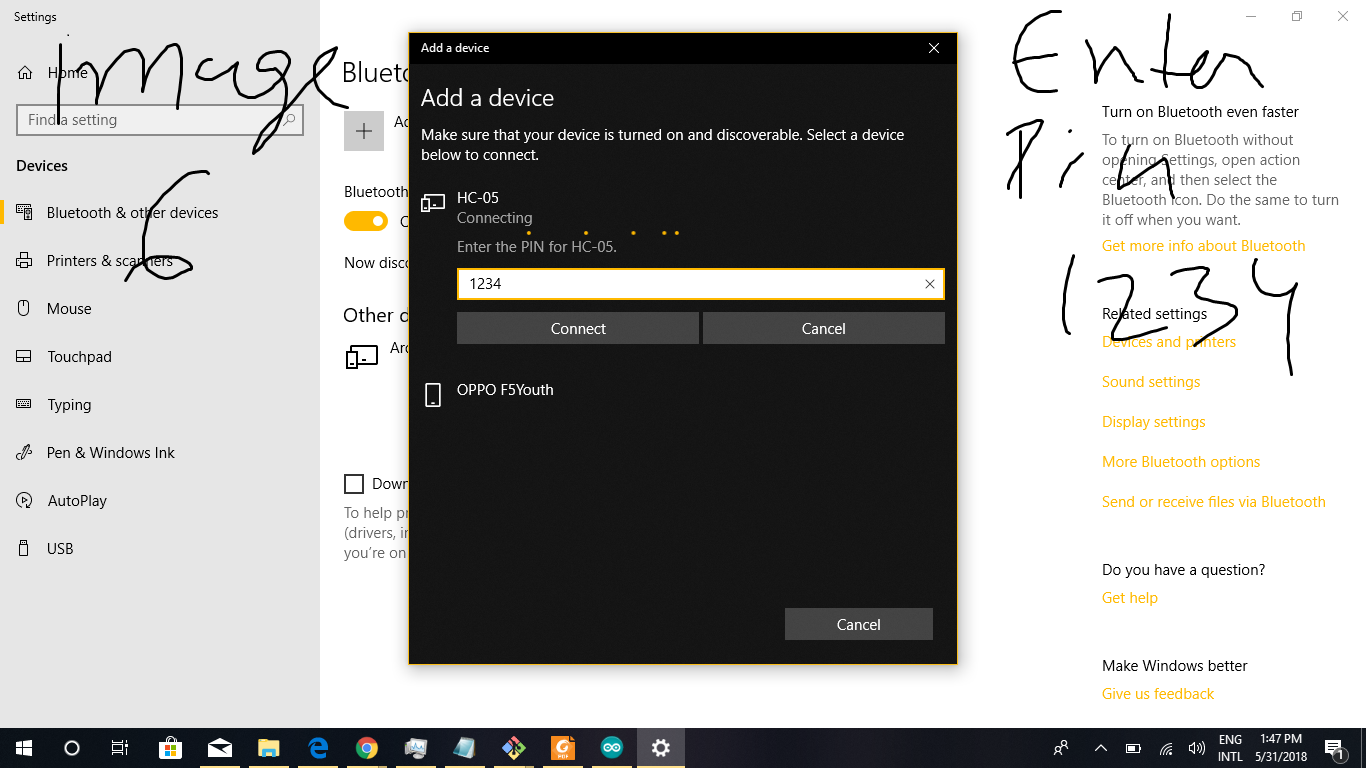 Settings
Image
6
Home
Find a setting
Devices
Bluetooth & other devices
Printers & scanners
Mouse
Touchpad
Typing
Pen & Windows Ink
AutoPlay
USB
Bluetooth
Now disc
Other d
To help pr
(drivers, in
you're on
Add a device
Add a device
Make sure that your device is turned on and discoverable. Select a device
below to connect.
HC-05
Connecting
Enter the PIN for HC-05.
1234
Connect
Cancel
OPPO F5Youth
Cancel
Enter
Pin
1234
Turn on Bluetooth even faster
To turn on Bluetooth without
opening Settings, open action
center, and then select the
Bluetooth icon. Do the same to turn
it off when you want.
Get more info about Bluetooth
Related settings
Devices and printers
Sound settings
Display settings
More Bluetooth options
Send or receive files via Bluetooth
Do you have a question?
Get help
Make Windows better
Give us feedback
ENG
INTL
1:47 PM
5/31/2018
1